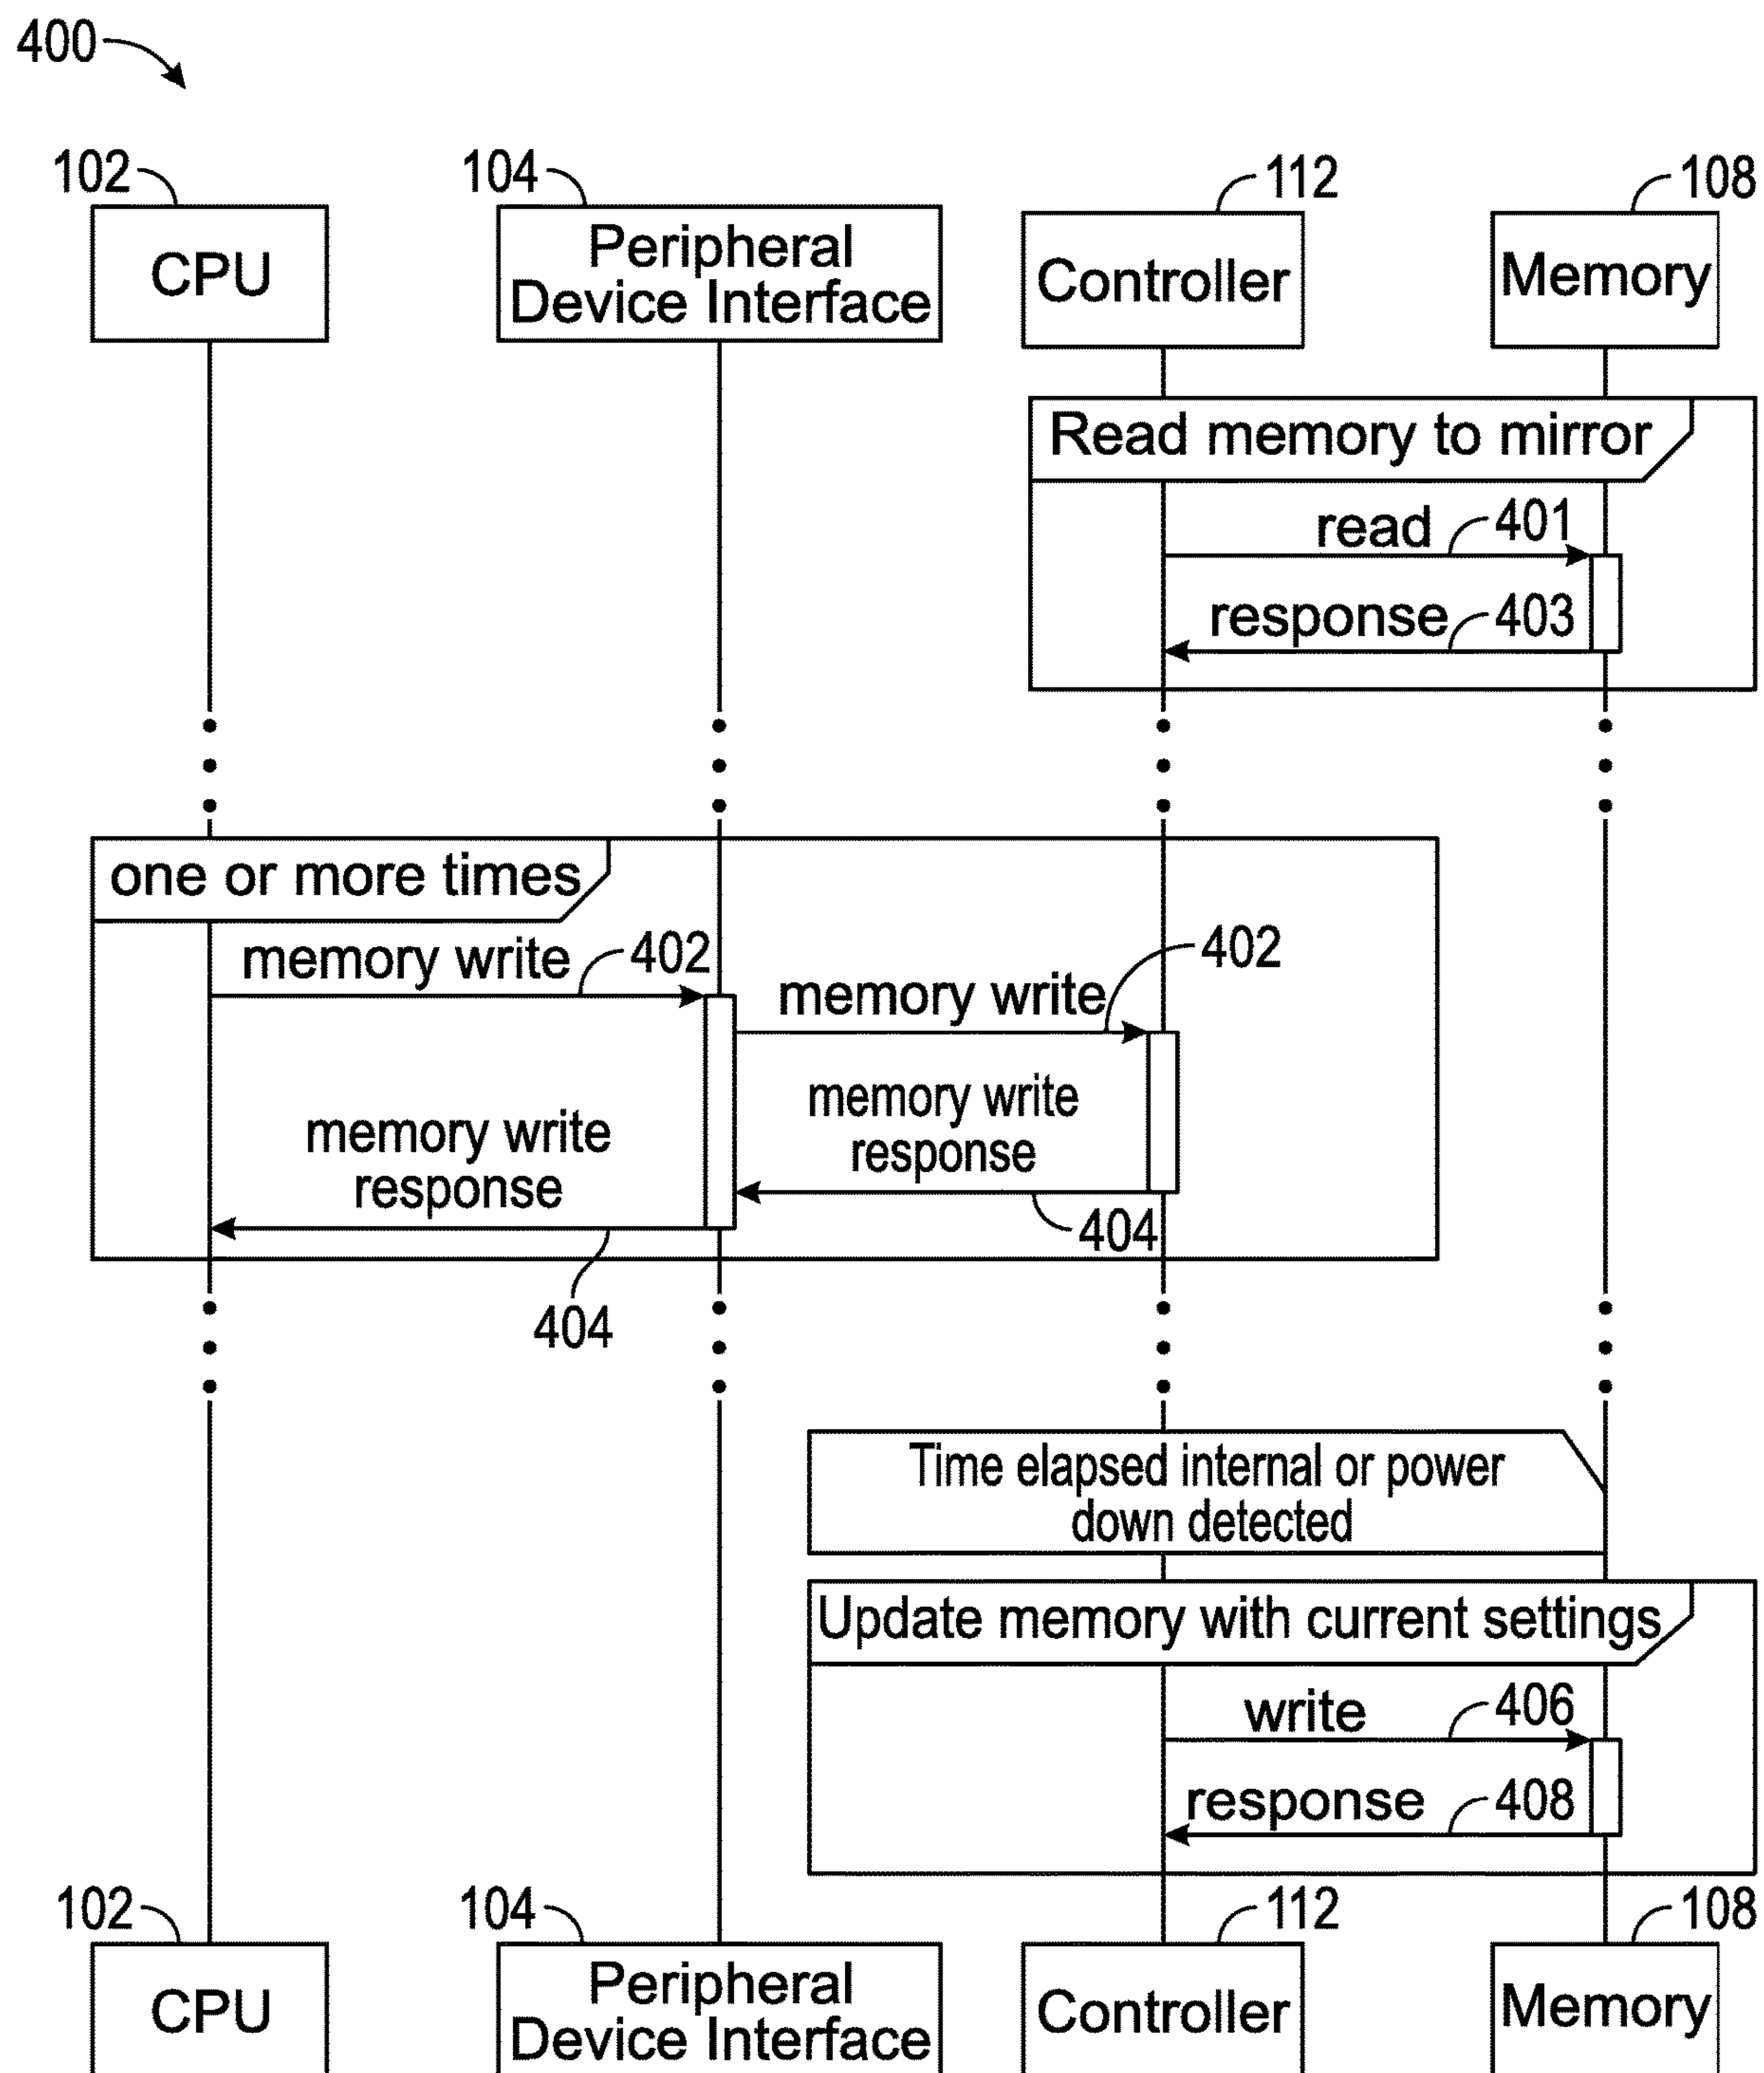 400
102
104
112
108
CPU
Peripheral
Device Interface
Controller
Memory
Read memory to mirror
read
401
response
403
one or more times
memory write
402
memory write
402
memory write
response
memory write
response
404
404
Time elapsed internal or power
down detected
Update memory with current settings
write
406
response
408
102
104
112
108
CPU
Peripheral
Device Interface
Controller
Memory